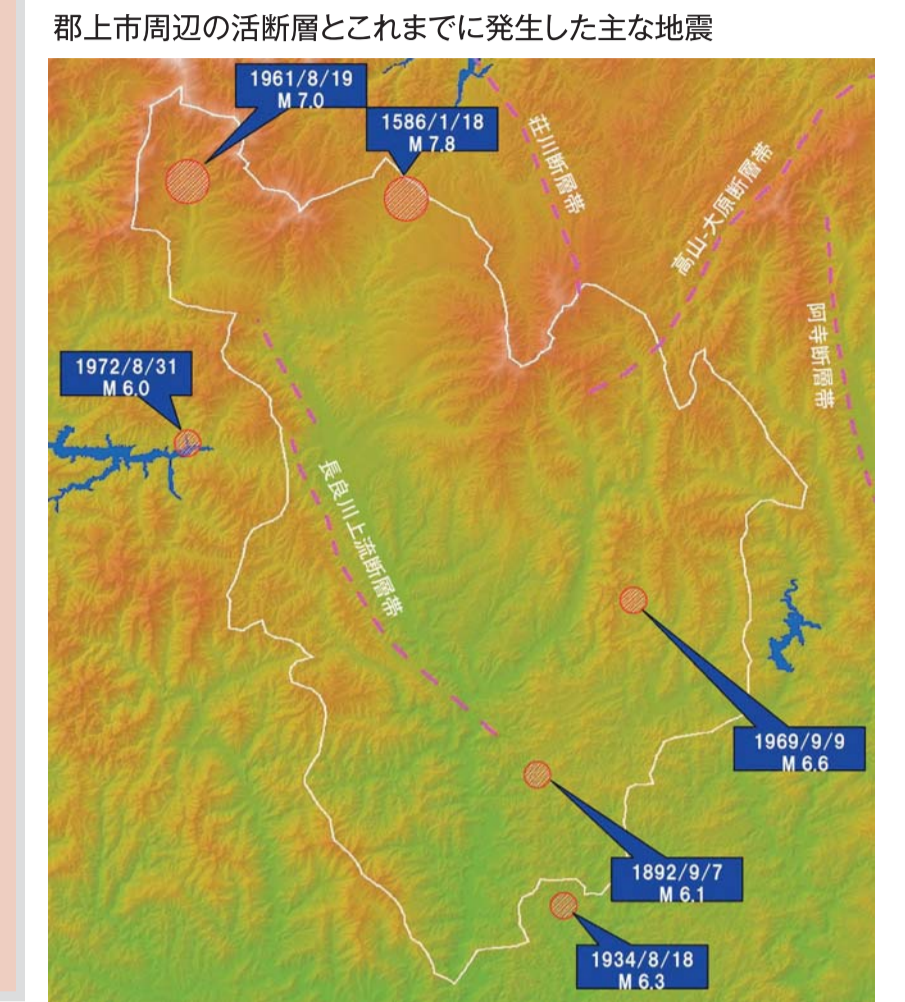 郡上市周辺の活断層とこれまでに発生した主な地震
1961/8/19
M 7.0
1586/1/18
M 7.8
荘川断層帯
高山-大原断層帯
阿寺断層帯
1972/8/31
M 6.0
長良川上流断層帯
1969/9/9
M 6.6
1892/9/7
M 6.1
1934/8/18
M 6.3